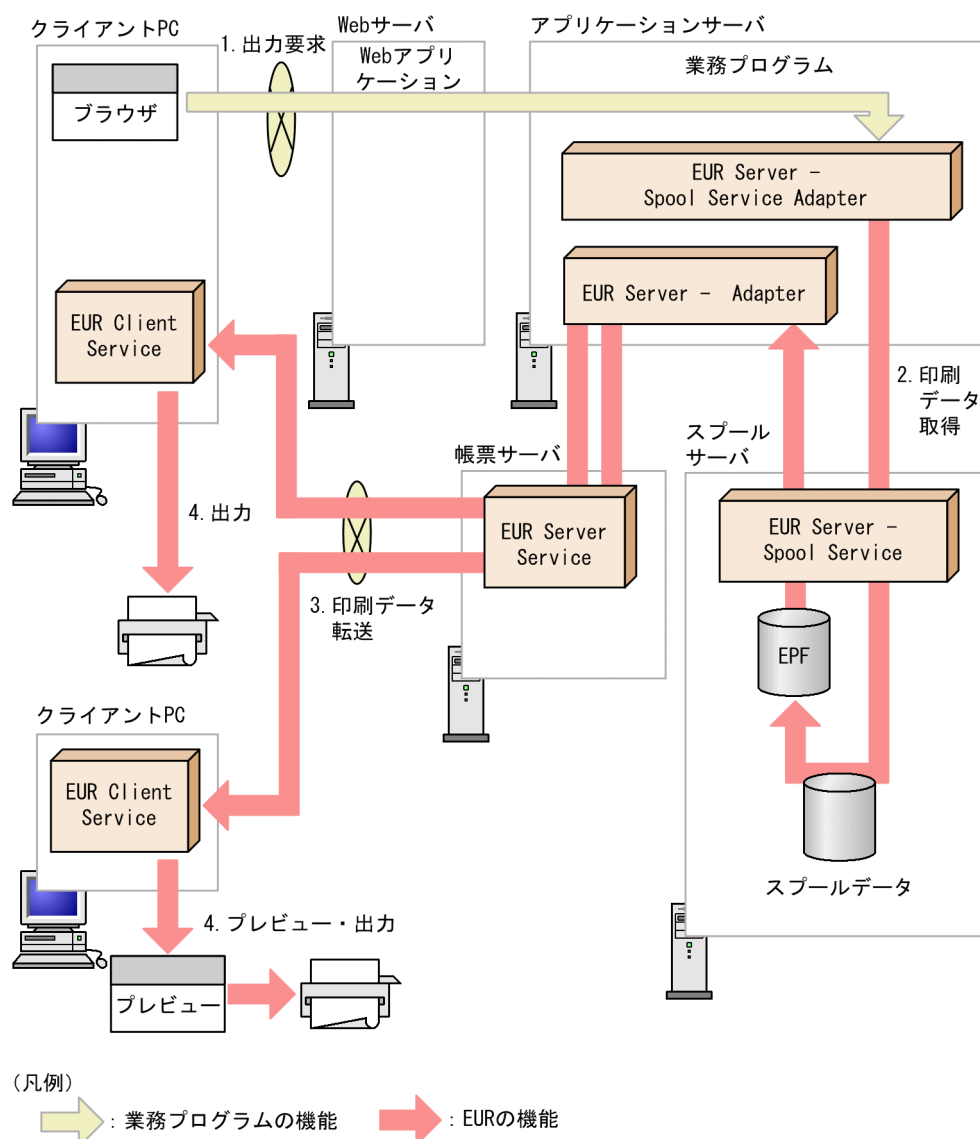 クライアントPC
Webサーバ
アプリケーションサーバ
1. 出力要求
Webアプリ
ケーション
業務プログラム
ブラウザ
EUR Server −
Spool Service Adapter
EUR Server − Adapter
EUR Client
Service
2. 印刷
データ
取得
帳票サーバ
スプール
サーバ
4. 出力
EUR Server
Service
EUR Server −
Spool Service
3. 印刷データ
転送
EPF
クライアントPC
EUR Client
Service
スプールデータ
4. プレビュー・出力
プレビュー
(凡例)
: 業務プログラムの機能
: EURの機能